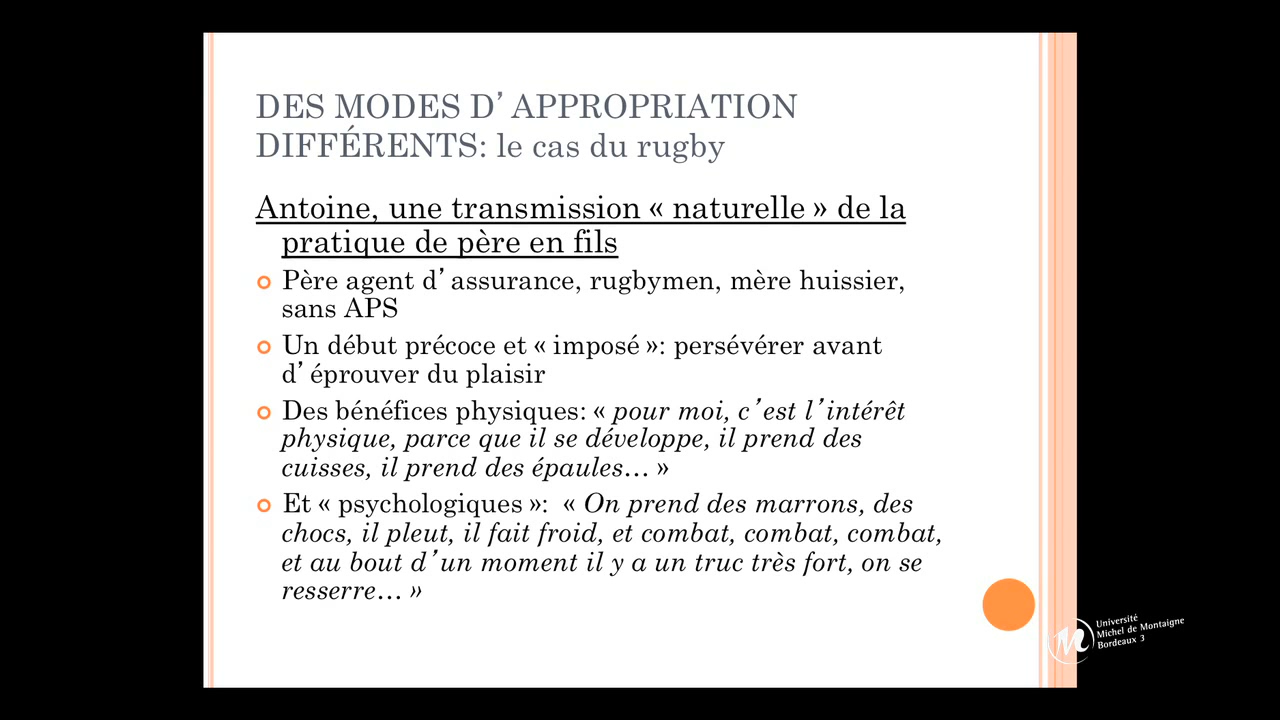 DES MODES D’APPROPRIATION
DIFFÉRENTS: le cas du rugby
Antoine, une transmission « naturelle » de la
pratique de père en fils
Père agent d’assurance, rugbymen, mère huissier,
sans APS
Un début précoce et « imposé »: persévérer avant
d’éprouver du plaisir
Des bénéfices physiques: « pour moi, c’est l’intérêt
physique, parce que il se développe, il prend des
cuisses, il prend des épaules… »
Et « psychologiques »: « On prend des marrons, des
chocs, il pleut, il fait froid, et combat, combat, combat,
et au bout d’un moment il y a un truc très fort, on se
resserre… »
Université
Michel de Montaigne
Bordeaux 3